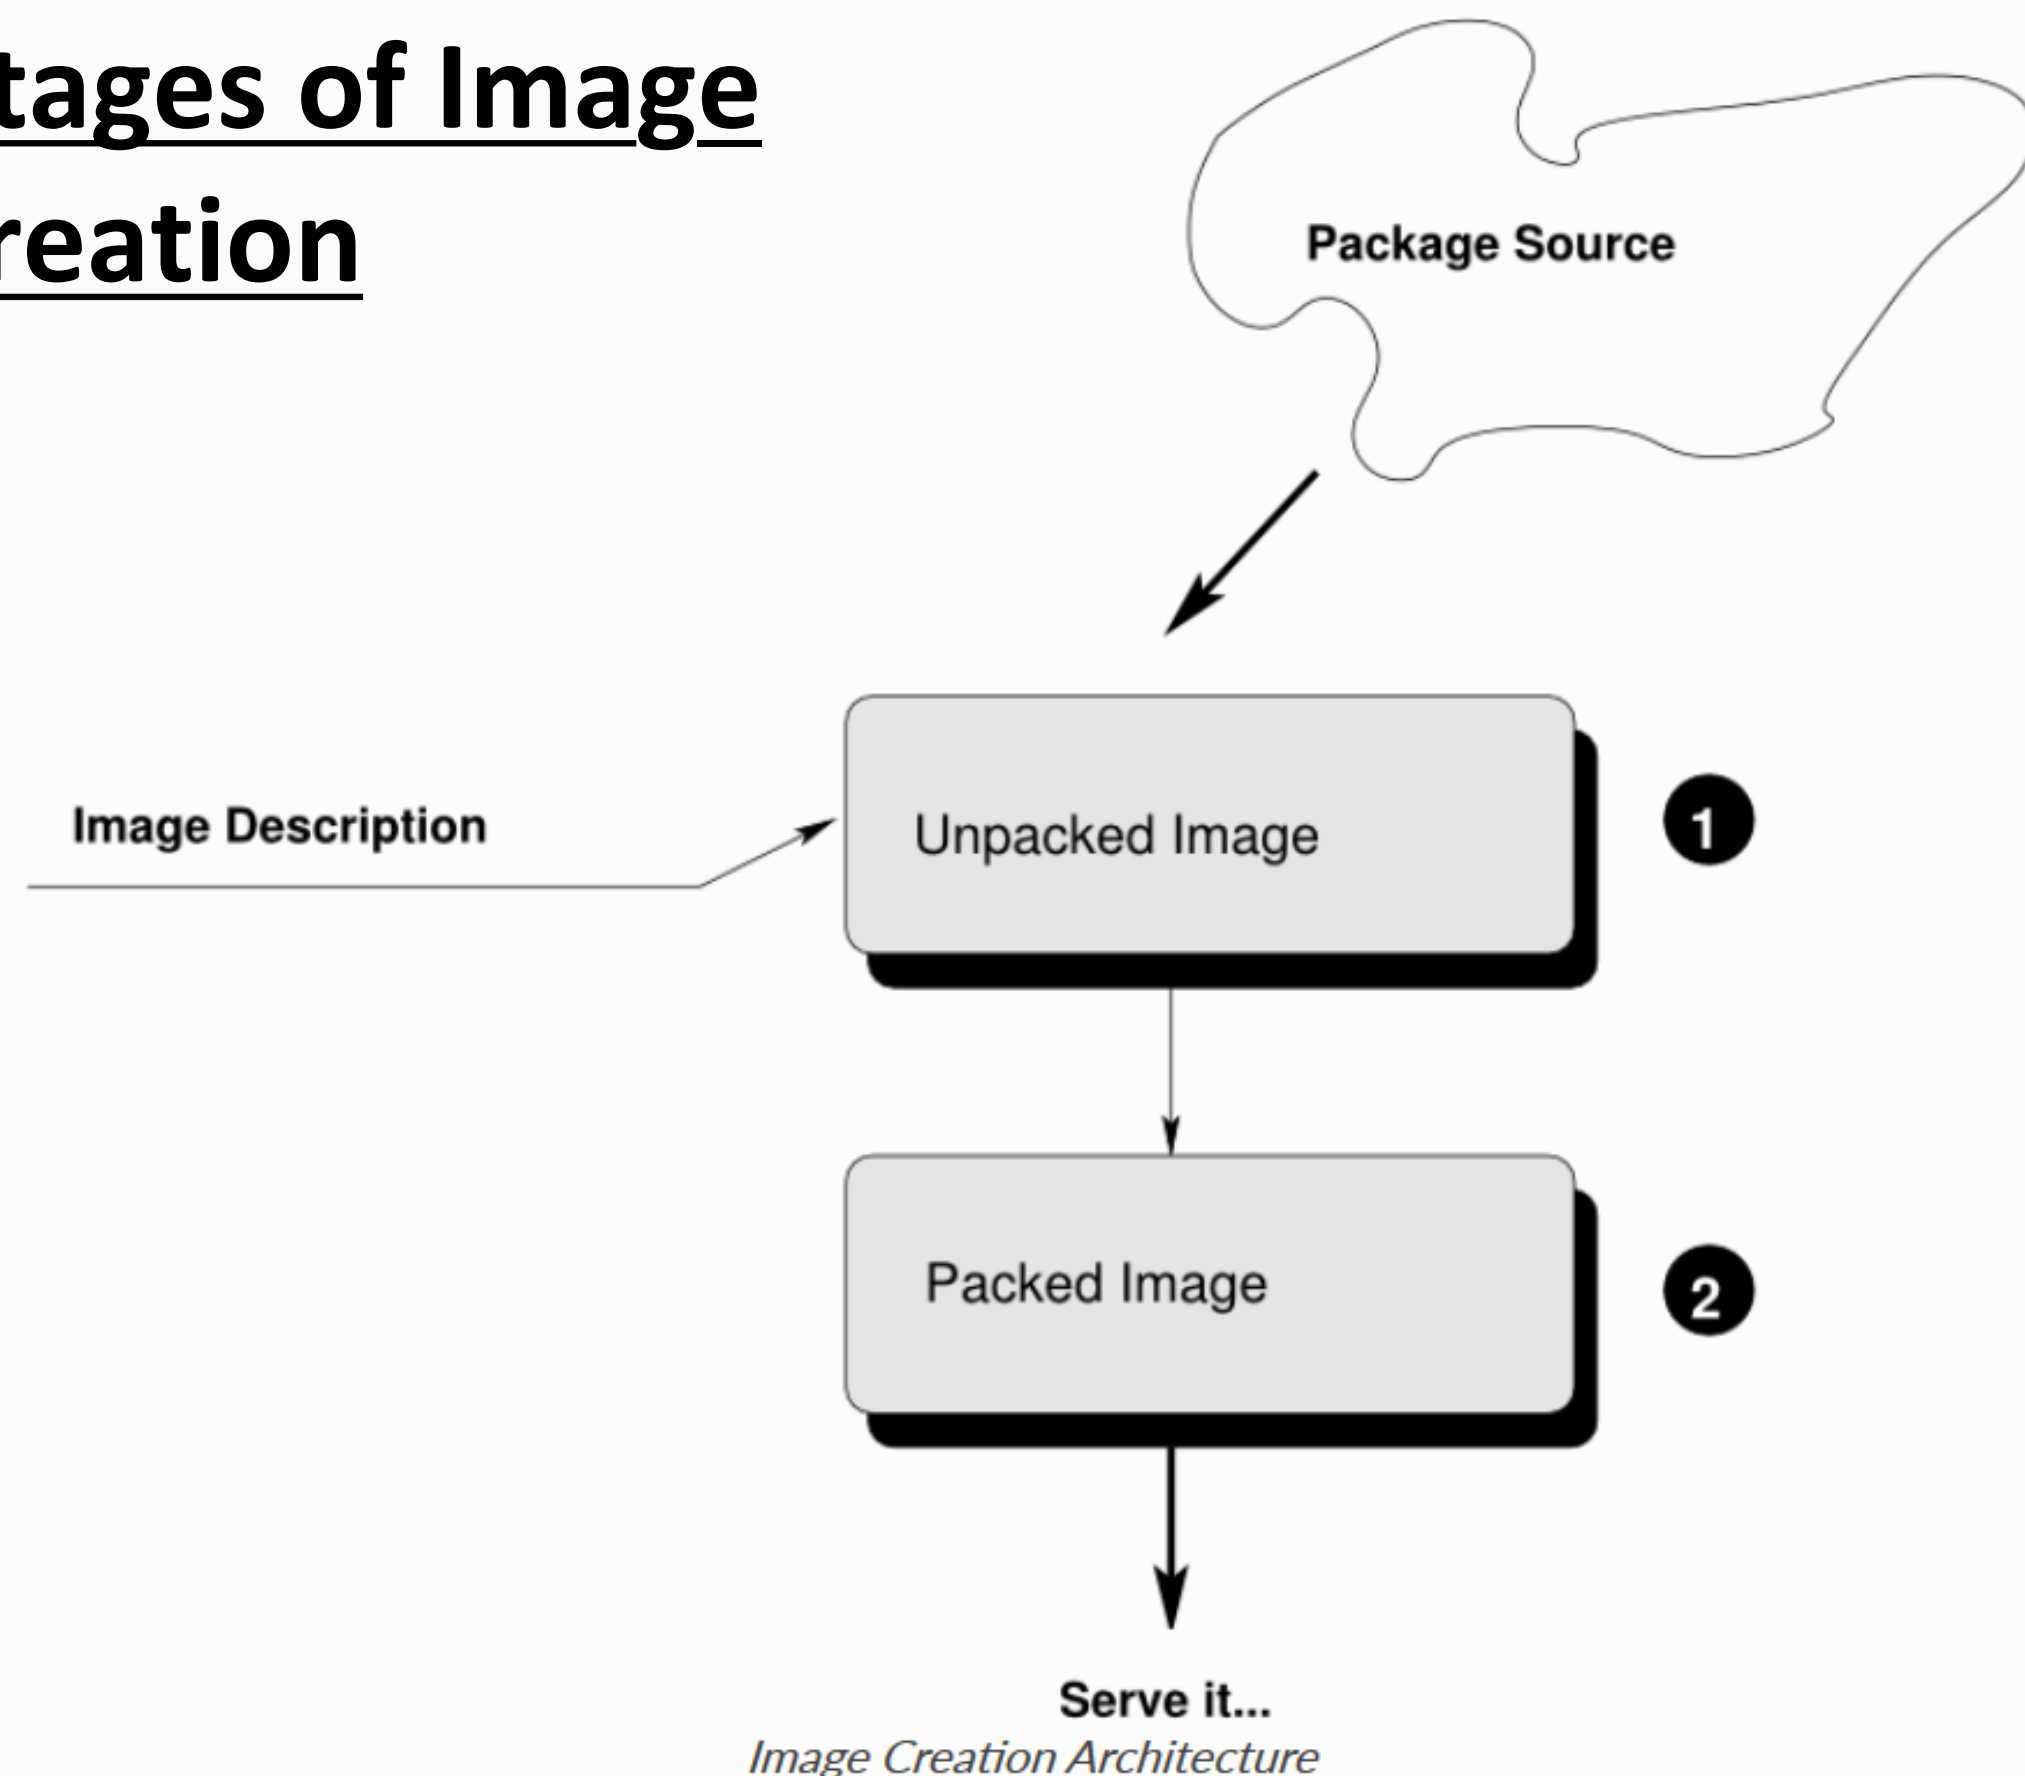 tages of Image
reation
Package Source
Image Description
Unpacked Image
1
Packed Image
2
Serve it...
Image Creation Architecture